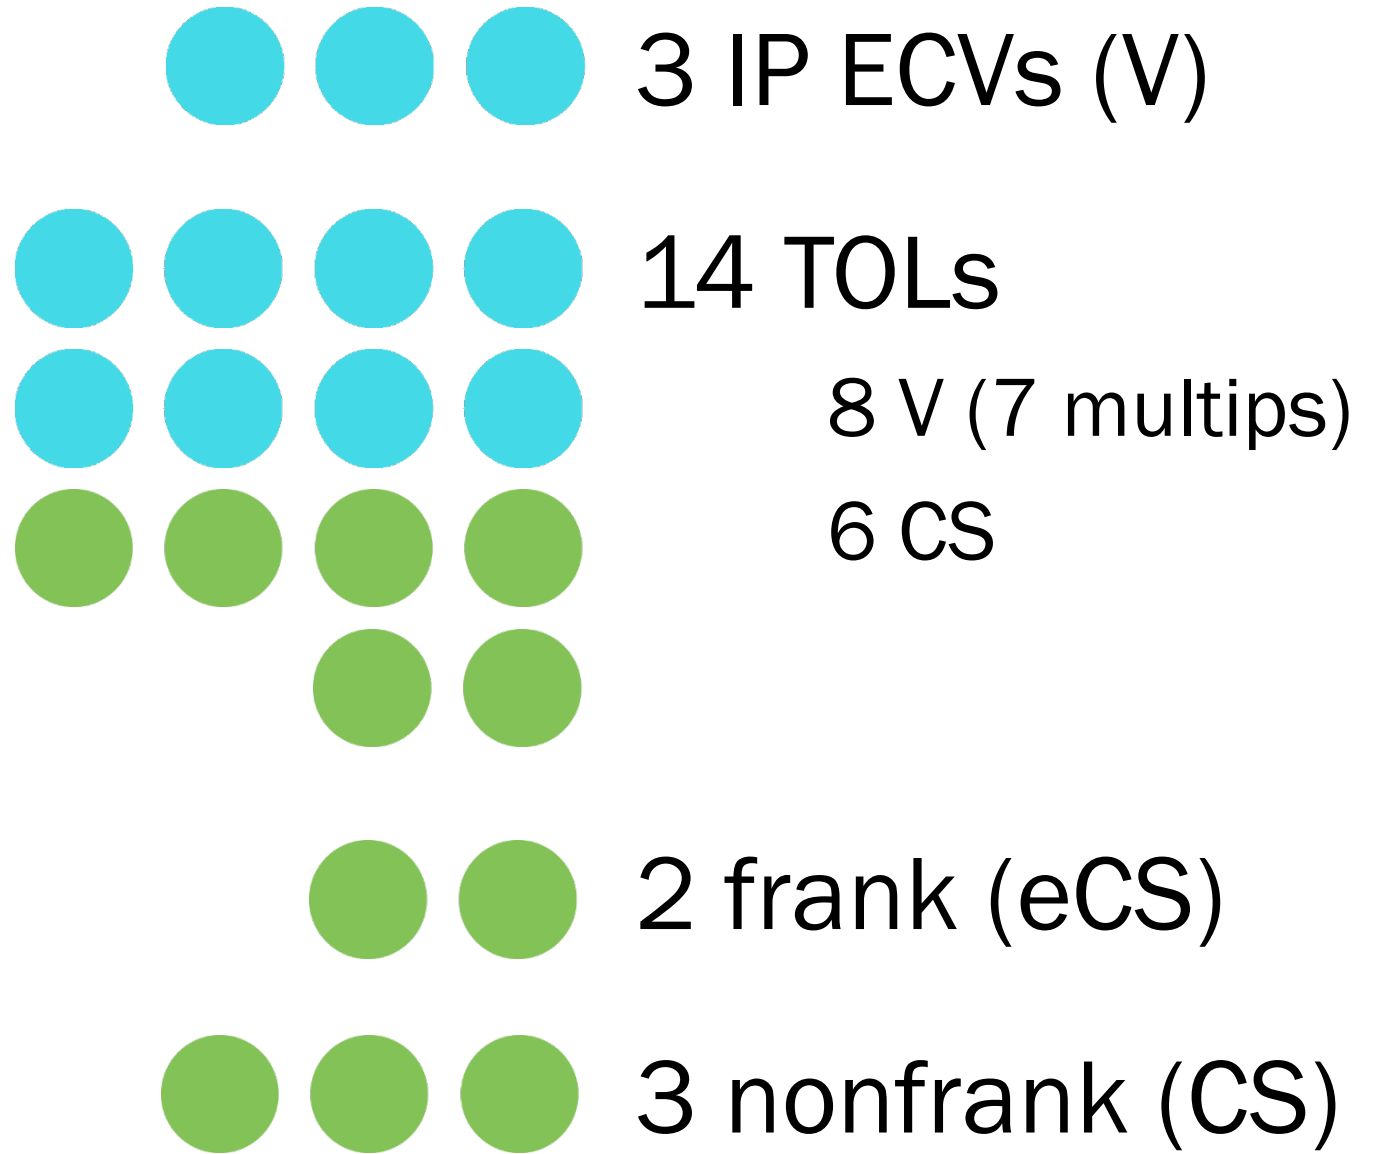 3 IP ECVs (V)
14 TOLs
8 V (7 multips)
6 CS
2 frank (eCS)
3 nonfrank (CS)